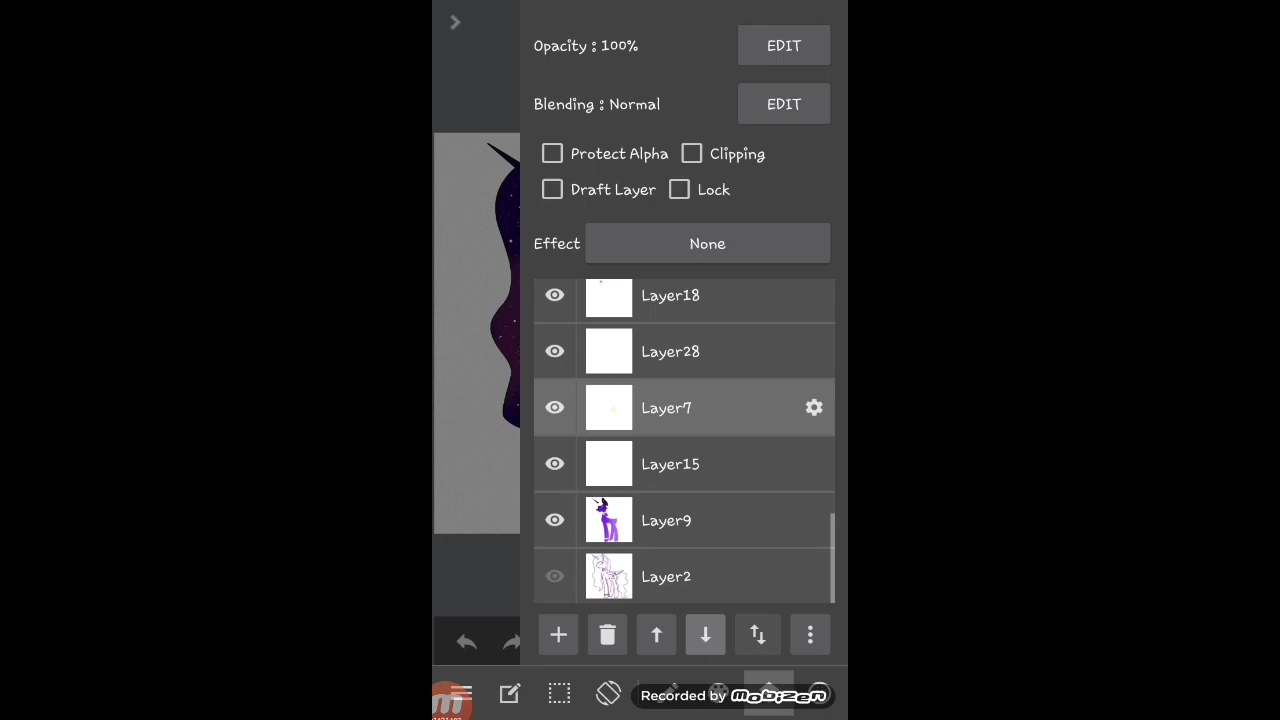 Opacity : 100%
EDIT
Blending : Normal
EDIT
Protect Alpha
Clipping
Draft Layer
Lock
Effect
None
Layer18
Layer28
Layer7
Layer15
Layer9
Layer2
Recorded by mobizen